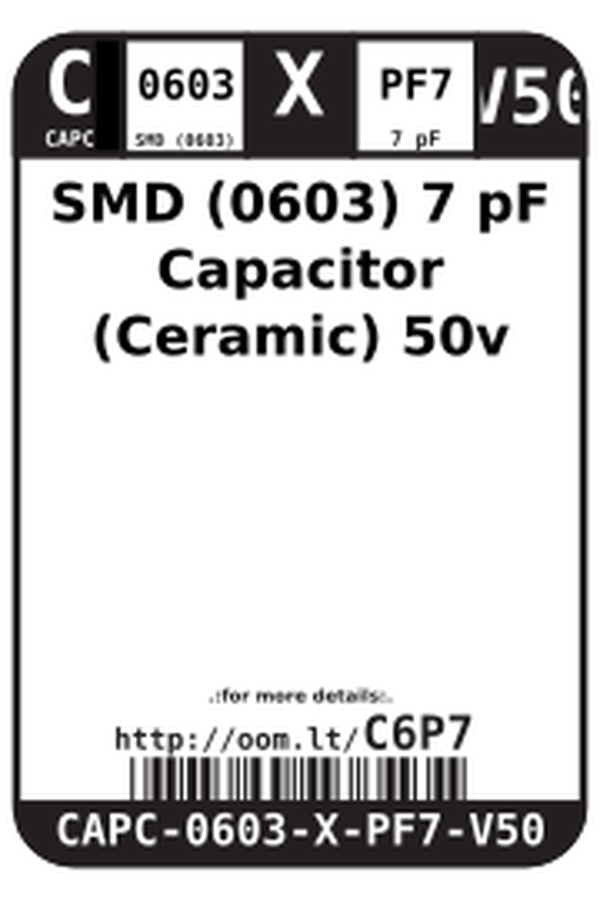 C 0603 X PF7 V50
CAPC SMD (0603) 7 pF
SMD (0603) 7 pF
Capacitor
(Ceramic) 50v
.:for more details:.
http://oom.lt/C6P7
CAPC-0603-X-PF7-V50